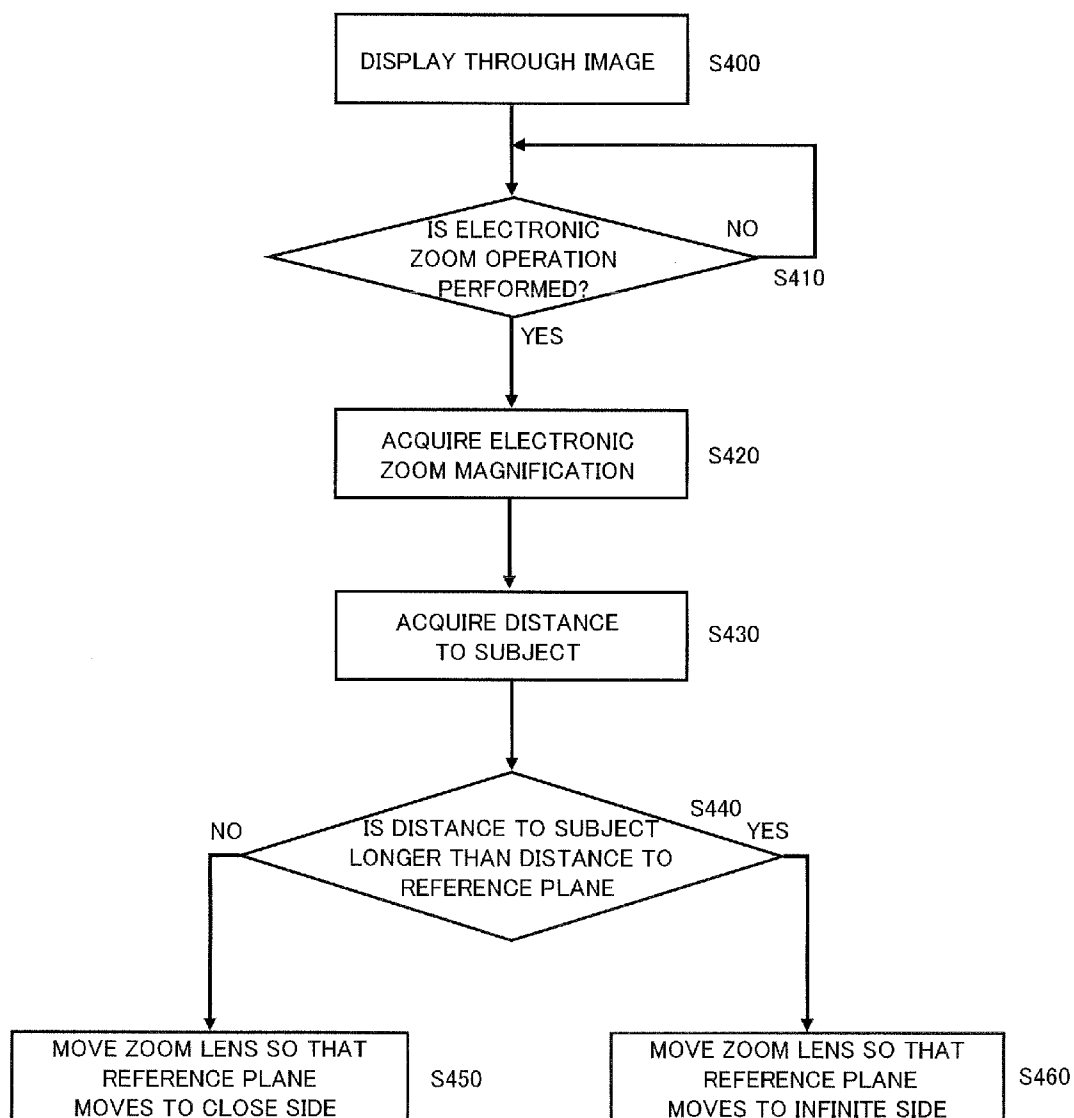 DISPLAY THROUGH IMAGE
S400
IS ELECTRONIC
ZOOM OPERATION
PERFORMED?
NO
S410
YES
ACQUIRE ELECTRONIC
ZOOM MAGNIFICATION
S420
ACQUIRE DISTANCE
TO SUBJECT
S430
S440
NO
YES
IS DISTANCE TO SUBJECT
LONGER THAN DISTANCE TO
REFERENCE PLANE
MOVE ZOOM LENS SO THAT
REFERENCE PLANE
MOVES TO CLOSE SIDE
S450
MOVE ZOOM LENS SO THAT
REFERENCE PLANE
MOVES TO INFINITE SIDE
S460